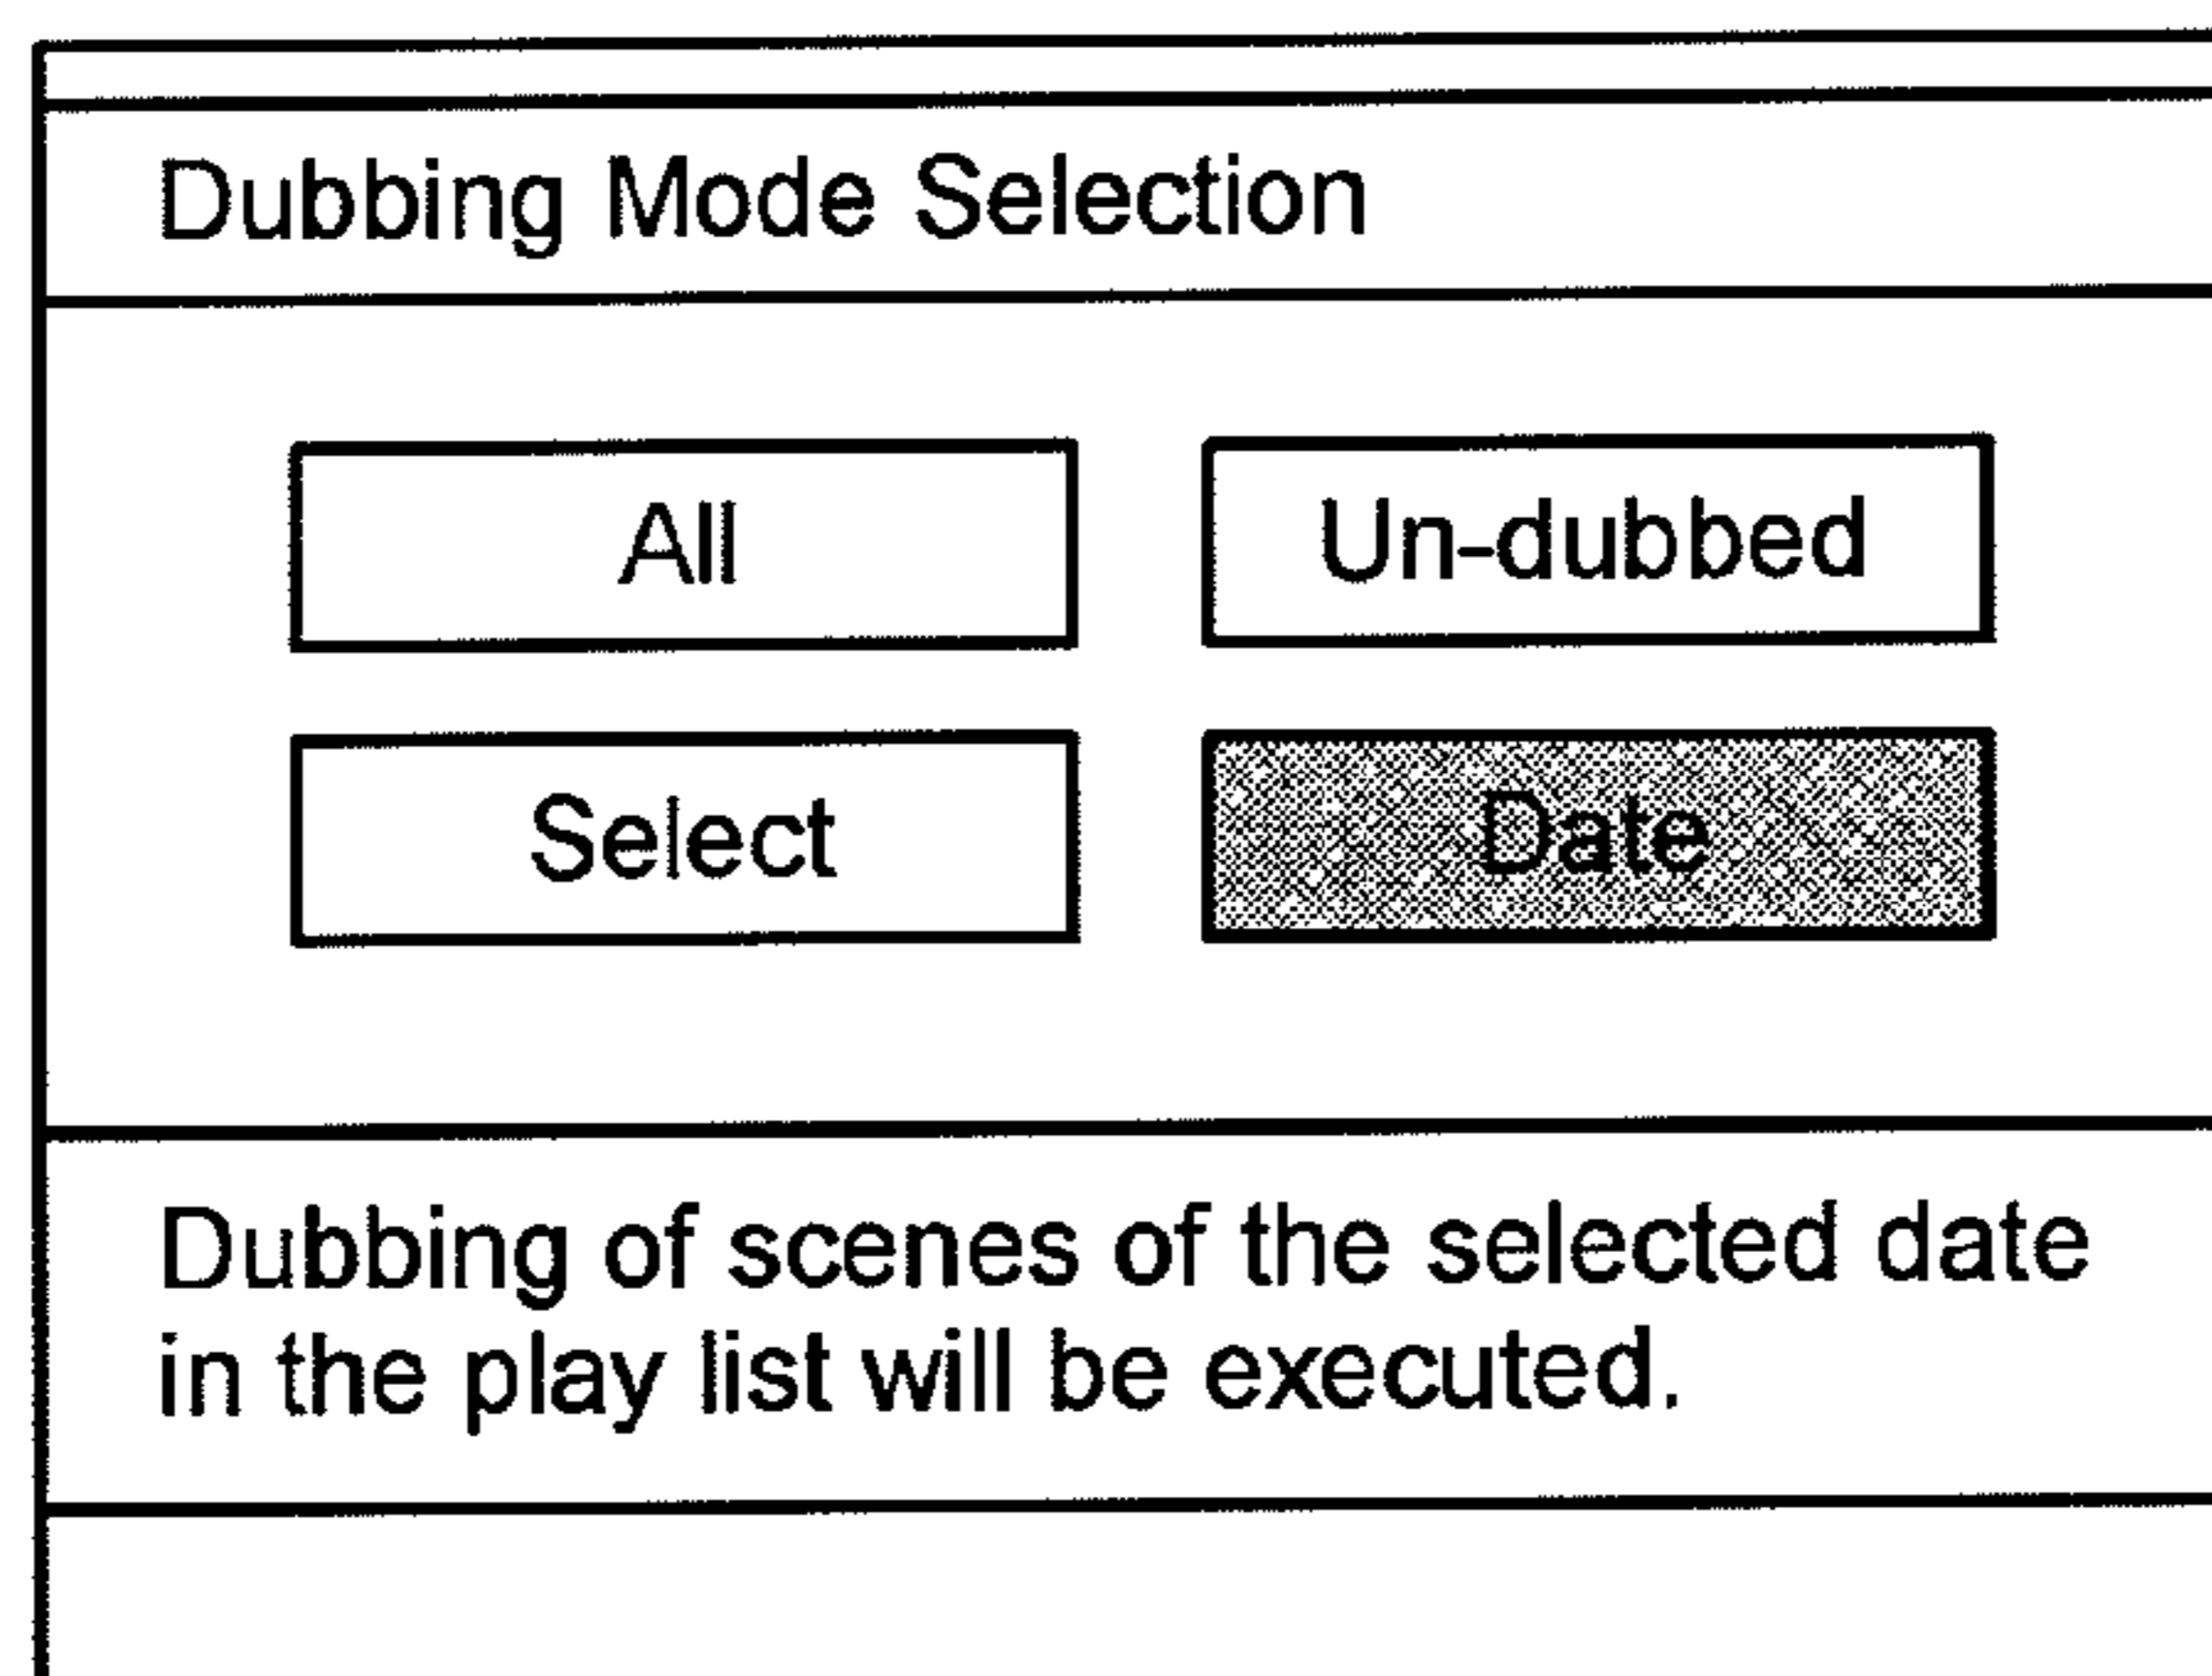 Dubbing Mode Selection
All
Un-dubbed
Select
Date
Dubbing of scenes of the selected date
in the play list will be executed.